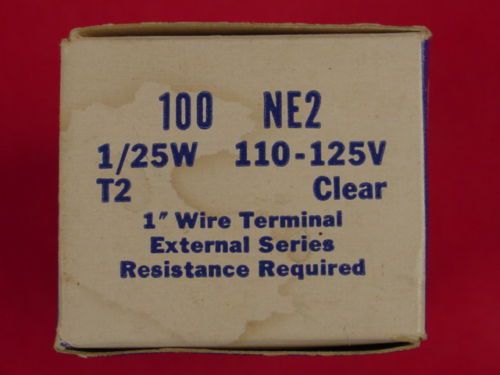 100 NE2
1/25W 110-125V
T2 Clear
1" Wire Terminal
External Series
Resistance Required